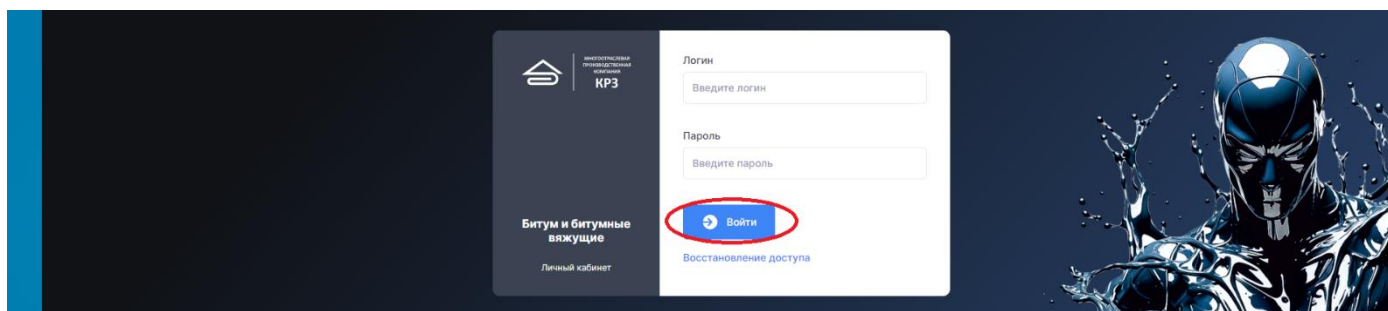 МНОГООТРАСЛЕВАЯ
ПРОИЗВОДСТВЕННАЯ
КОМПАНИЯ
КРЗ
Битум и битумные
вяжущие
Личный кабинет
Логин
Введите логин
Пароль
Введите пароль
Войти
Восстановление доступа